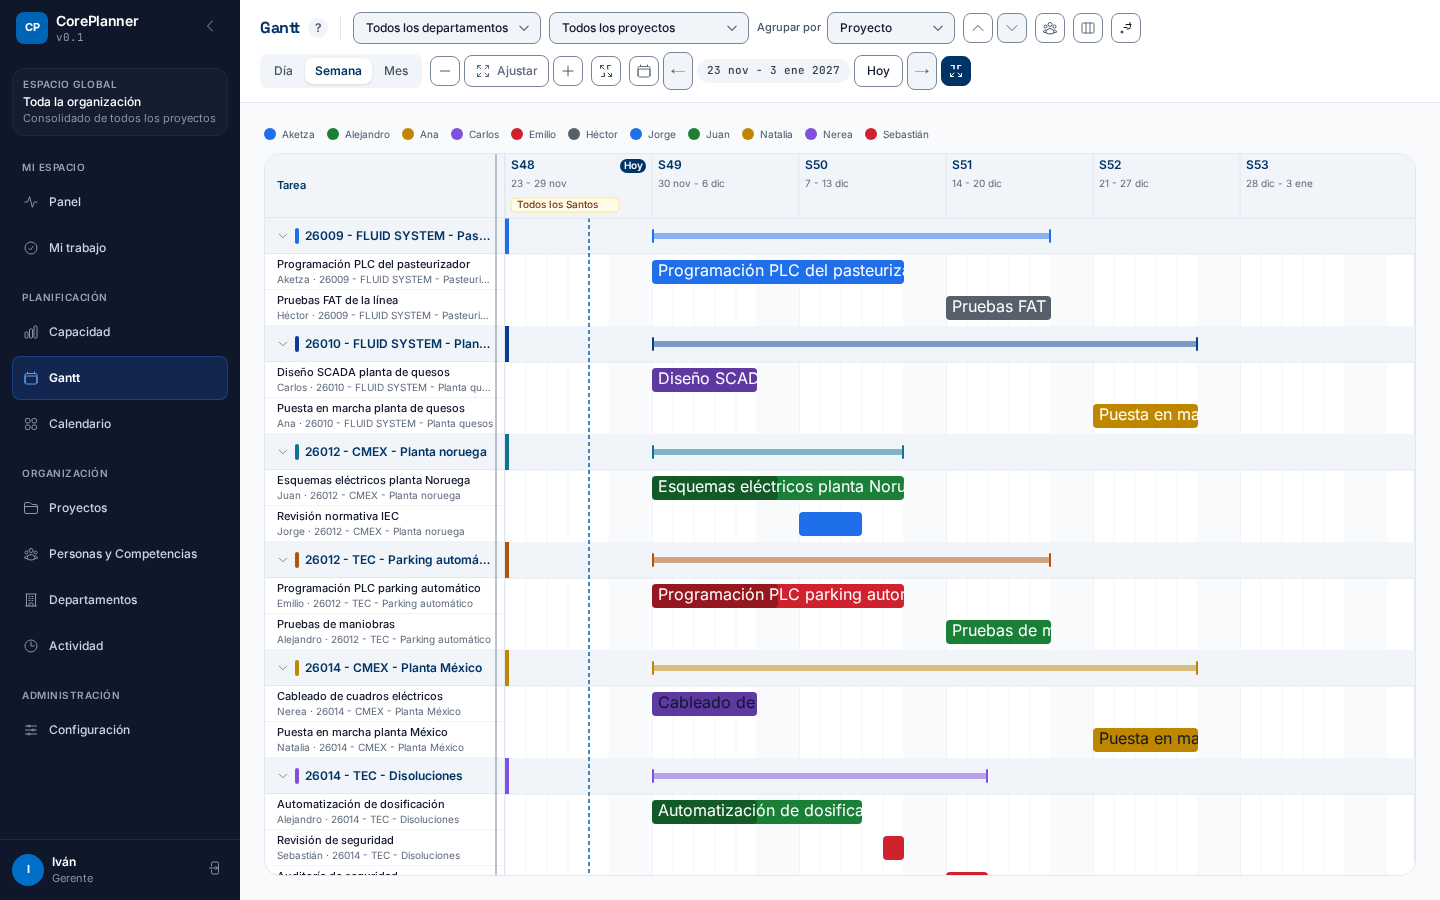 CP
CorePlanner
v0.1
ESPACIO GLOBAL
Toda la organización
Consolidado de todos los proyectos
MI ESPACIO
Panel
Mi trabajo
PLANIFICACIÓN
Capacidad
Gantt
Calendario
ORGANIZACIÓN
Proyectos
Personas y Competencias
Departamentos
Actividad
ADMINISTRACIÓN
Configuración
I
Iván
Gerente
Gantt
?
Todos los departamentos
Todos los proyectos
Agrupar por
Proyecto
Día
Semana
Mes
Ajustar
23 nov - 3 ene 2027
Hoy
Aketza
Alejandro
Ana
Carlos
Emilio
Héctor
Jorge
Juan
Natalia
Nerea
Sebastián
Tarea
S48
Hoy
23 - 29 nov
Todos los Santos
S49
30 nov - 6 dic
S50
7 - 13 dic
S51
14 - 20 dic
S52
21 - 27 dic
S53
28 dic - 3 ene
26009 - FLUID SYSTEM - Pas...
Programación PLC del pasteurizador
Aketza · 26009 - FLUID SYSTEM - Pasteuri...
Programación PLC del pasteuriza
Pruebas FAT de la línea
Héctor · 26009 - FLUID SYSTEM - Pasteuri...
Pruebas FAT
26010 - FLUID SYSTEM - Plan...
Diseño SCADA planta de quesos
Carlos · 26010 - FLUID SYSTEM - Planta qu...
Diseño SCAD
Puesta en marcha planta de quesos
Ana · 26010 - FLUID SYSTEM - Planta quesos
Puesta en ma
26012 - CMEX - Planta noruega
Esquemas eléctricos planta Noruega
Juan · 26012 - CMEX - Planta noruega
Esquemas eléctricos planta Noru
Revisión normativa IEC
Jorge · 26012 - CMEX - Planta noruega
26012 - TEC - Parking automá...
Programación PLC parking automático
Emilio · 26012 - TEC - Parking automático
Programación PLC parking autor
Pruebas de maniobras
Alejandro · 26012 - TEC - Parking automático
Pruebas de m
26014 - CMEX - Planta México
Cableado de cuadros eléctricos
Nerea · 26014 - CMEX - Planta México
Cableado de
Puesta en marcha planta México
Natalia · 26014 - CMEX - Planta México
Puesta en ma
26014 - TEC - Disoluciones
Automatización de dosificación
Alejandro · 26014 - TEC - Disoluciones
Automatización de dosifica
Revisión de seguridad
Sebastián · 26014 - TEC - Disoluciones
Auditoría de seguridad